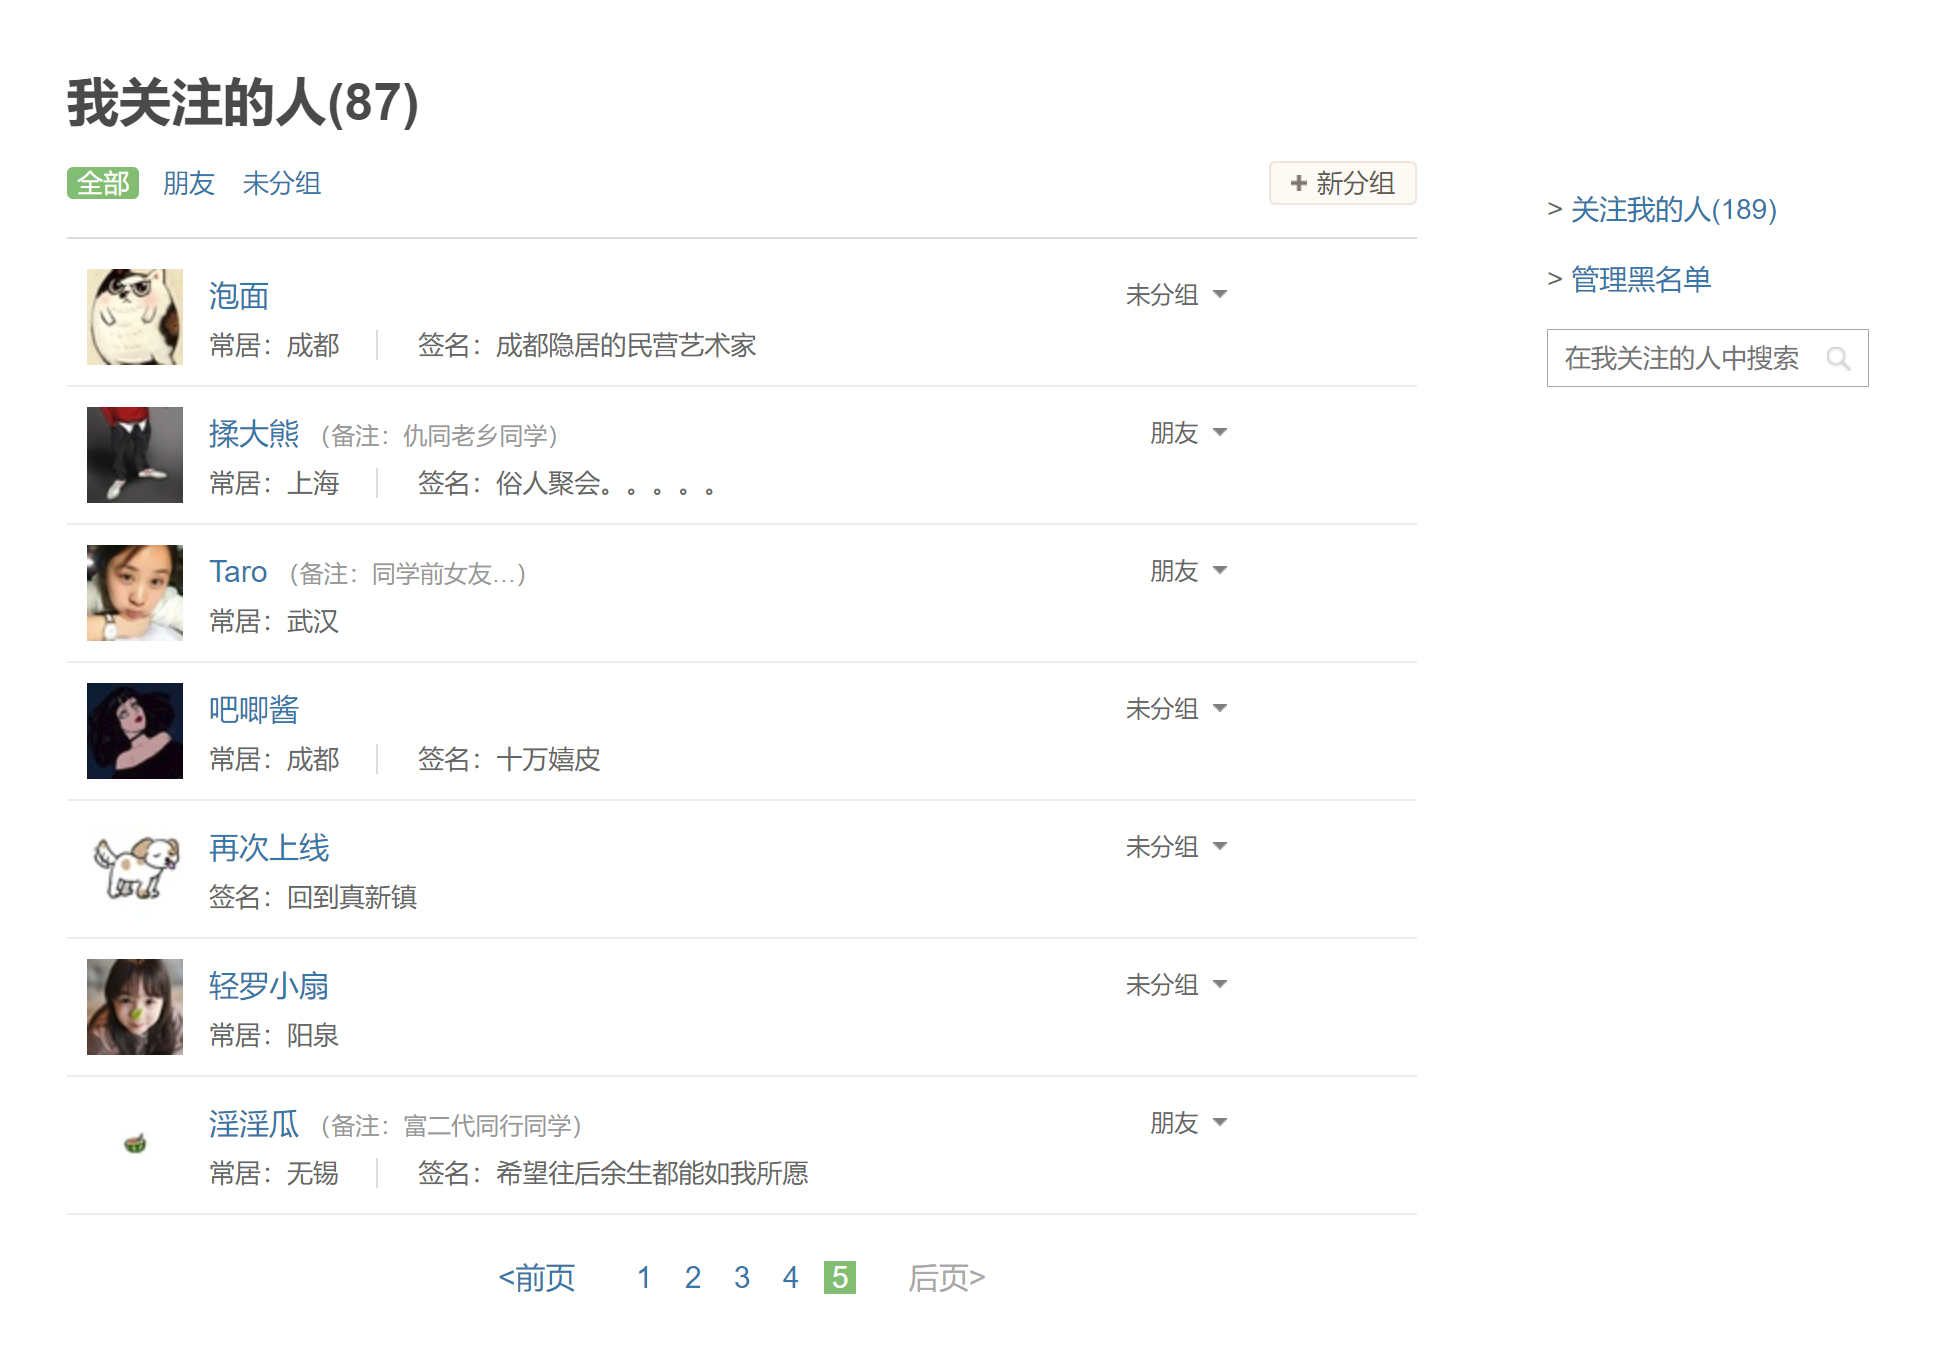 我关注的人(87)
全部 朋友 未分组
+ 新分组
泡面
未分组
常居：成都 签名：成都隐居的民营艺术家
揉大熊 （备注：仇同老乡同学）
朋友
常居：上海 签名：俗人聚会。。。。。
Taro （备注：同学前女友...）
朋友
常居：武汉
吧唧酱
未分组
常居：成都 签名：十万嬉皮
再次上线
未分组
签名：回到真新镇
轻罗小扇
未分组
常居：阳泉
淫淫瓜 （备注：富二代同行同学）
朋友
常居：无锡 签名：希望往后余生都能如我所愿
<前页 1 2 3 4 5 后页>
> 关注我的人(189)
> 管理黑名单
在我关注的人中搜索